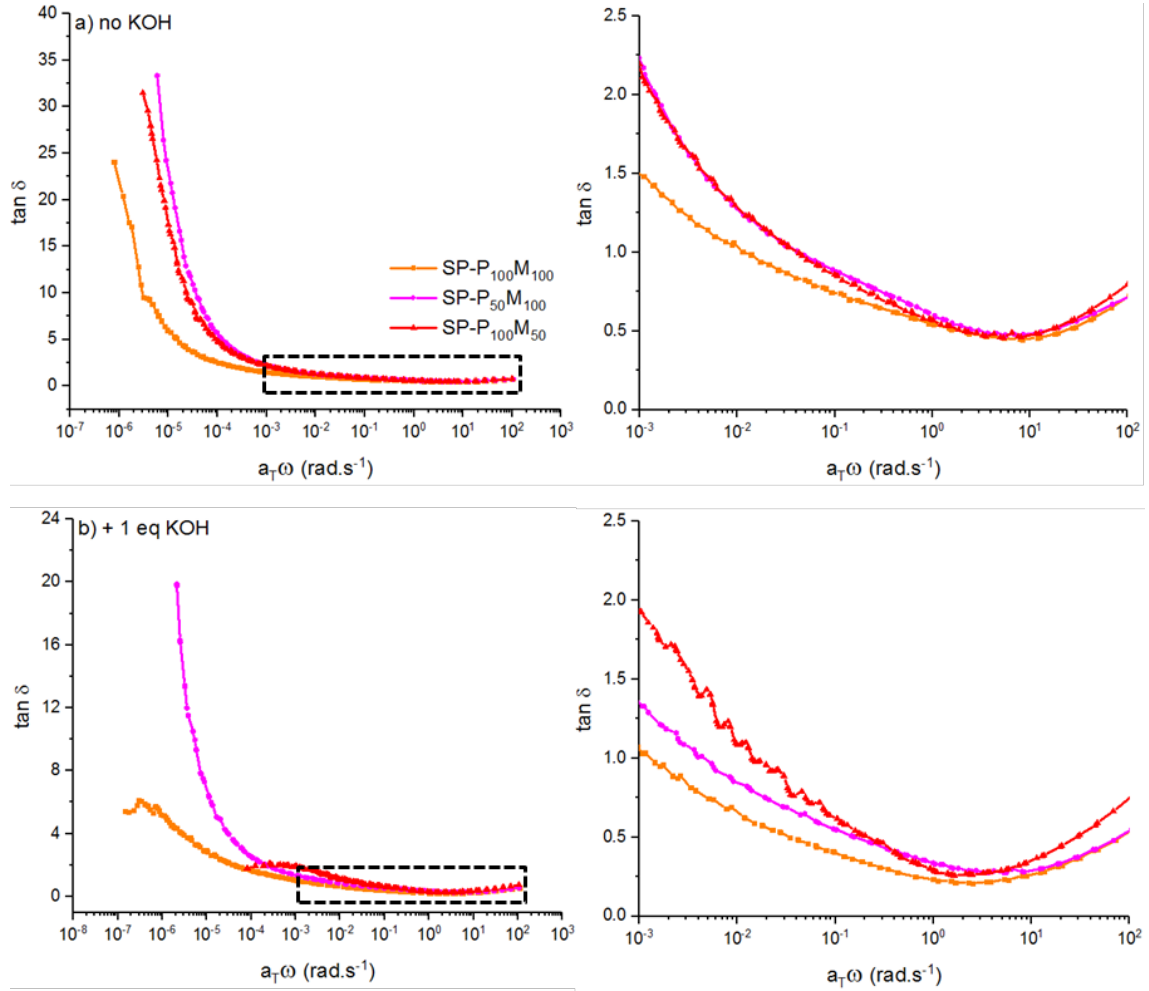 a) no KOH
40
35
30
25
20
15
10
5
0
tan δ
10⁻⁷ 10⁻⁶ 10⁻⁵ 10⁻⁴ 10⁻³ 10⁻² 10⁻¹ 10⁰ 10¹ 10² 10³
a_Tω (rad.s⁻¹)
SP-P₁₀₀M₁₀₀
SP-P₅₀M₁₀₀
SP-P₁₀₀M₅₀
2.5
2.0
1.5
1.0
0.5
0.0
tan δ
10⁻³ 10⁻² 10⁻¹ 10⁰ 10¹ 10²
a_Tω (rad.s⁻¹)
b) + 1 eq KOH
24
20
16
12
8
4
0
tan δ
10⁻⁸ 10⁻⁷ 10⁻⁶ 10⁻⁵ 10⁻⁴ 10⁻³ 10⁻² 10⁻¹ 10⁰ 10¹ 10² 10³
a_Tω (rad.s⁻¹)
2.5
2.0
1.5
1.0
0.5
0.0
tan δ
10⁻³ 10⁻² 10⁻¹ 10⁰ 10¹ 10²
a_Tω (rad.s⁻¹)